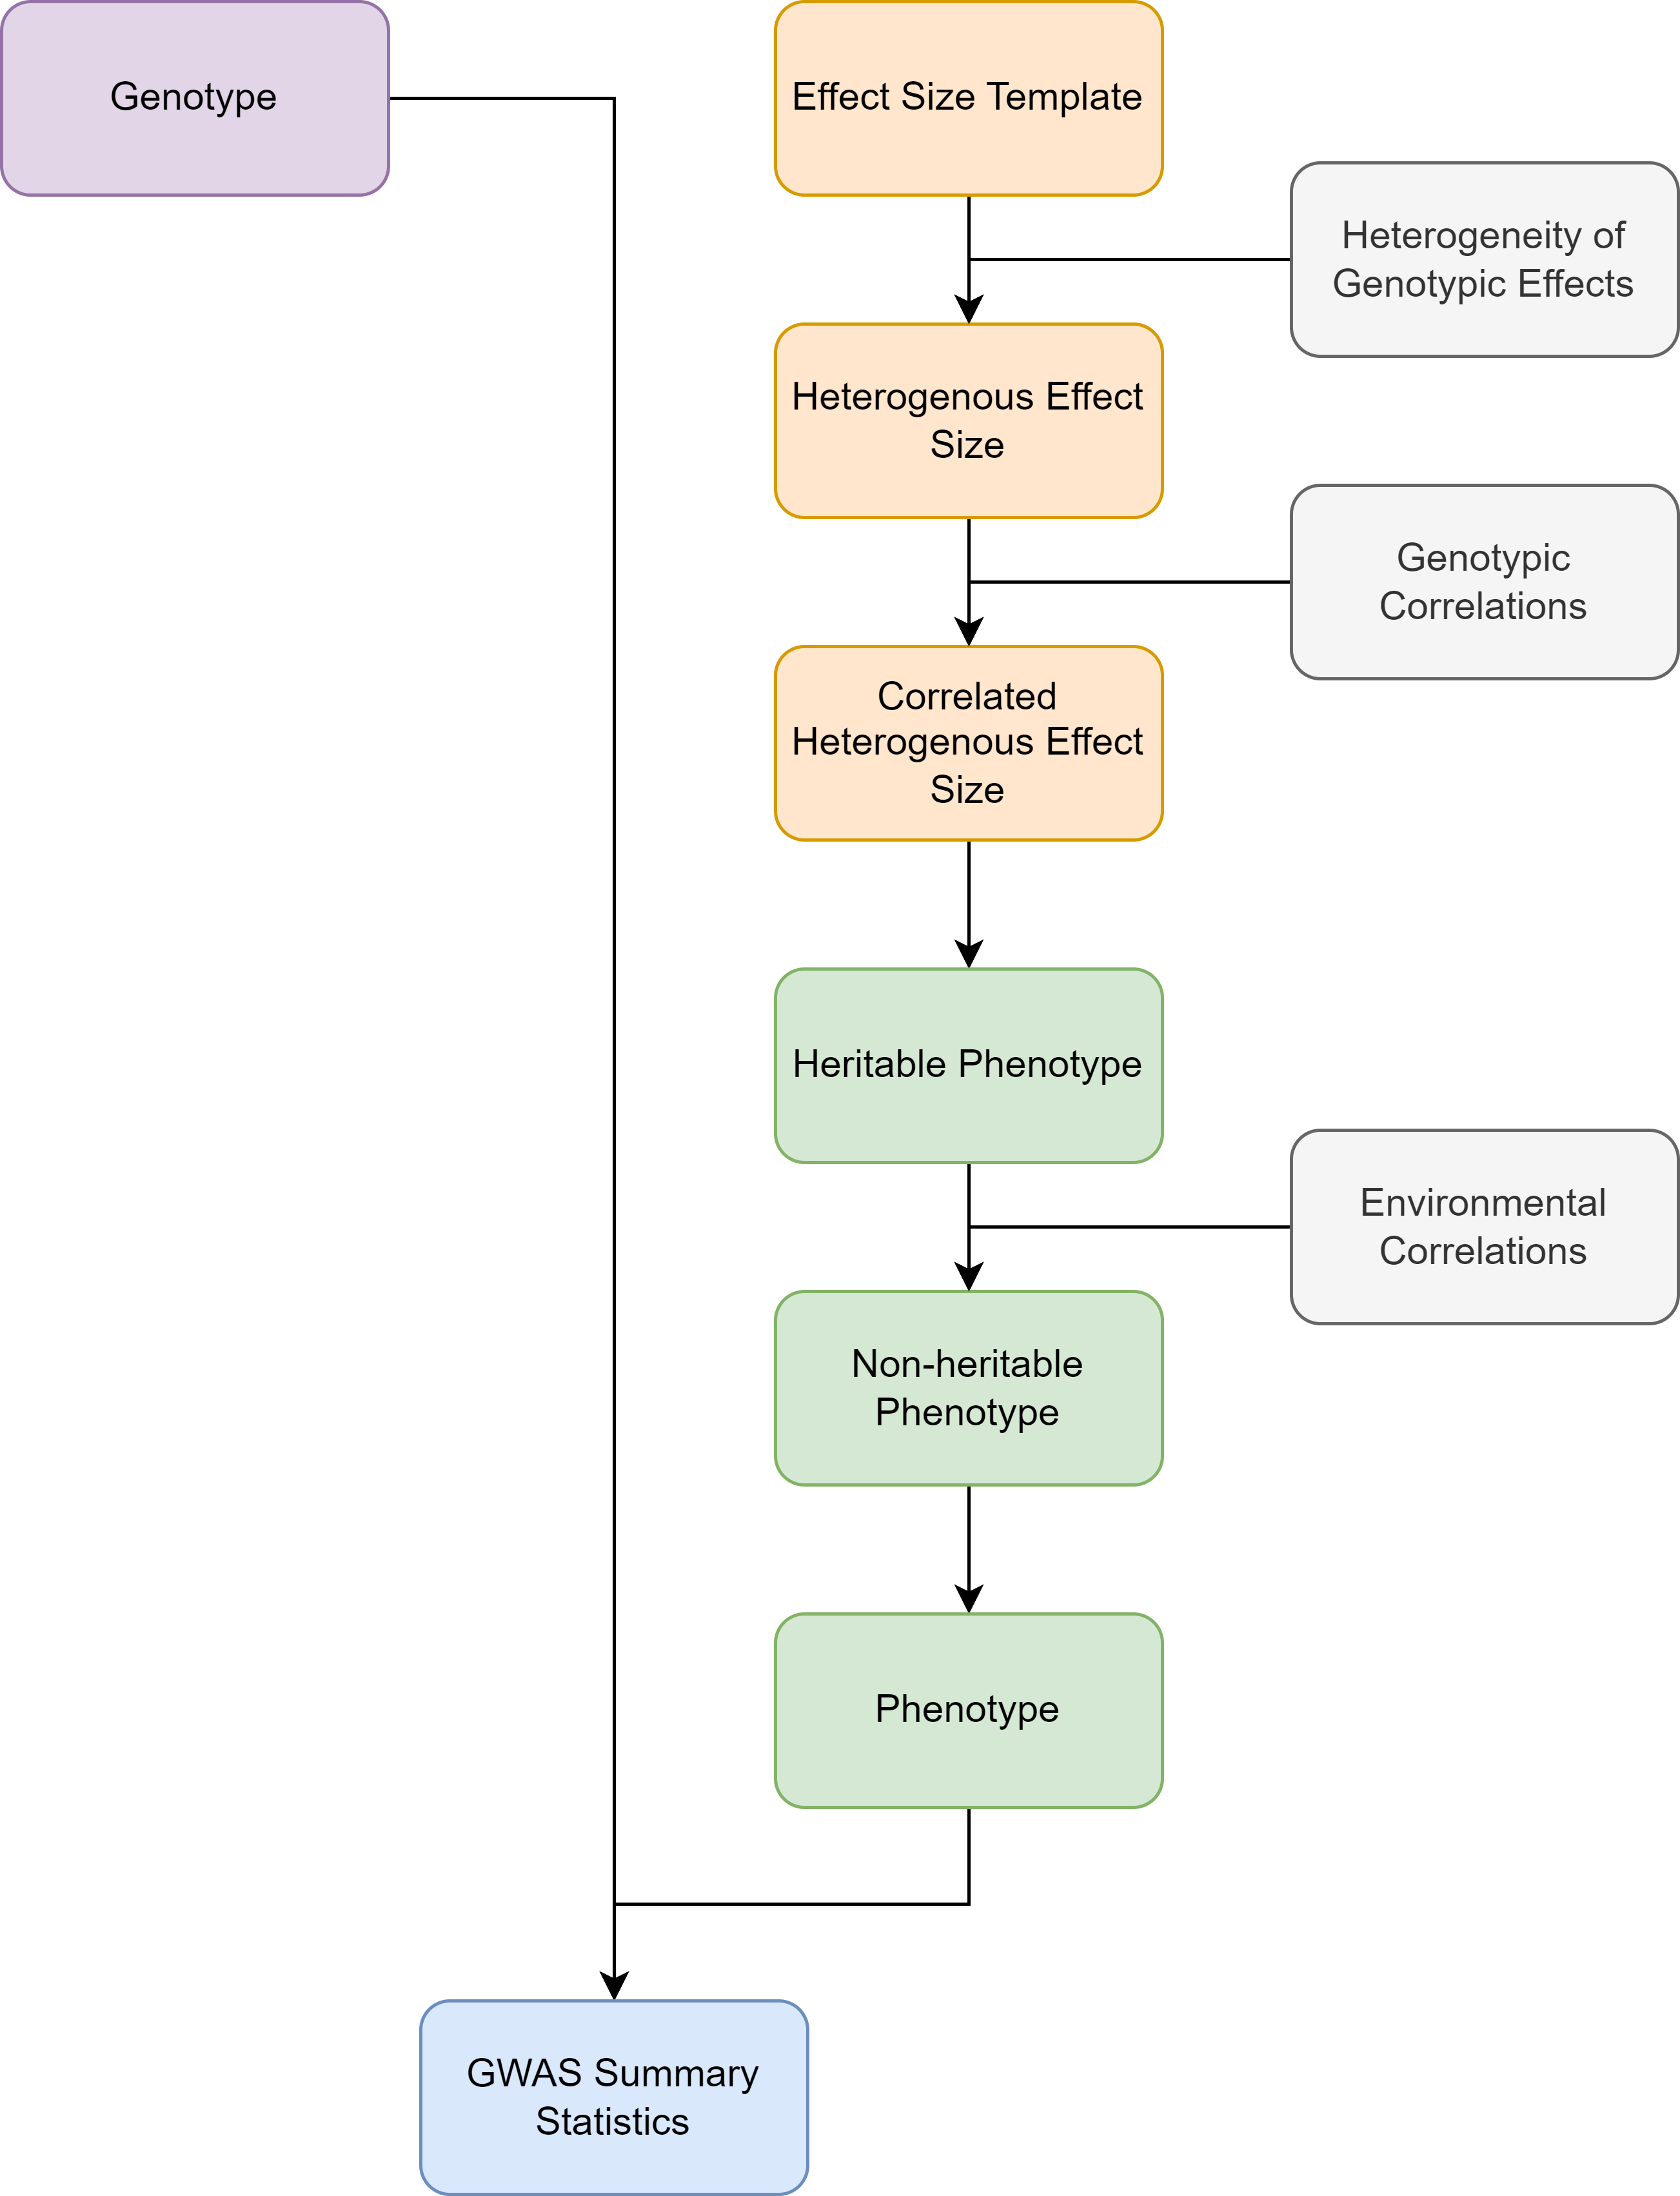 Genotype
Effect Size Template
Heterogeneity of
Genotypic Effects
Heterogenous Effect
Size
Genotypic
Correlations
Correlated
Heterogenous Effect
Size
Heritable Phenotype
Environmental
Correlations
Non-heritable
Phenotype
Phenotype
GWAS Summary
Statistics